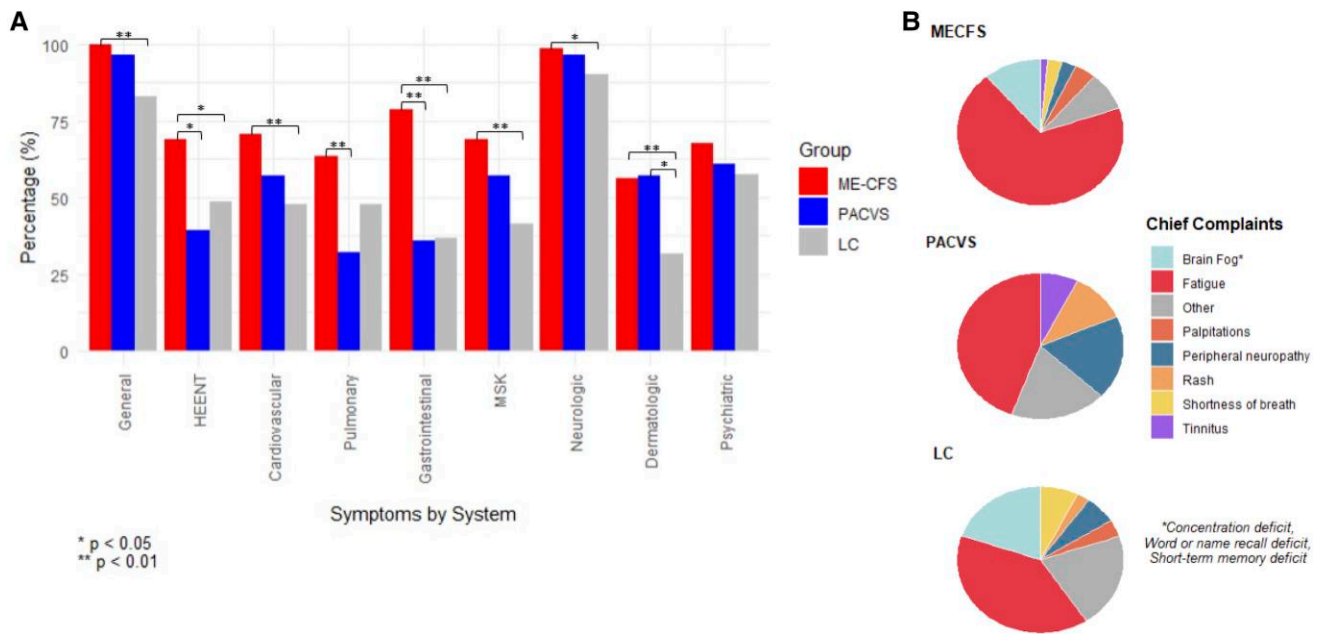 A
**
*
*
**
**
**
**
**
**
*
*
100
75
50
25
0
Percentage (%)
General
HEENT
Cardiovascular
Pulmonary
Gastrointestinal
MSK
Neurologic
Dermatologic
Psychiatric
Symptoms by System
* p < 0.05
** p < 0.01
Group
ME-CFS
PACVS
LC
B
MECFS
PACVS
LC
Chief Complaints
Brain Fog*
Fatigue
Other
Palpitations
Peripheral neuropathy
Rash
Shortness of breath
Tinnitus
*Concentration deficit,
Word or name recall deficit,
Short-term memory deficit